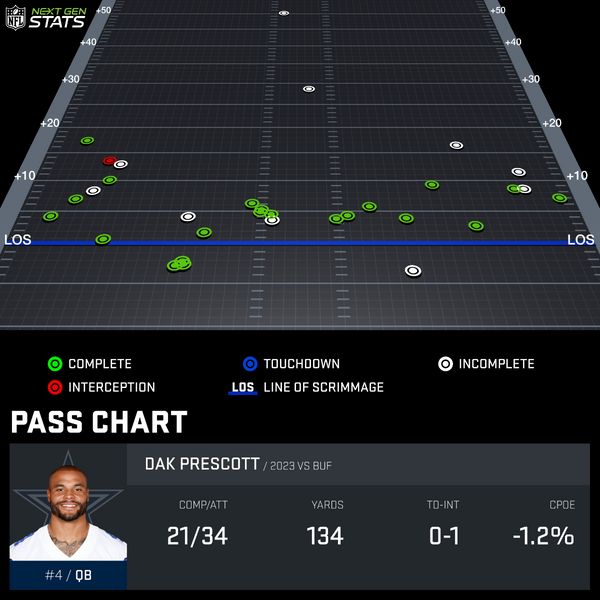 NFL NEXT GEN STATS
+50 +50
+40 +40
+30 +30
+20 +20
+10 +10
LOS LOS
COMPLETE TOUCHDOWN INCOMPLETE
INTERCEPTION LOS LINE OF SCRIMMAGE
PASS CHART
DAK PRESCOTT / 2023 VS BUF
COMP/ATT YARDS TD-INT CPOE
21/34 134 0-1 -1.2%
#4 / QB